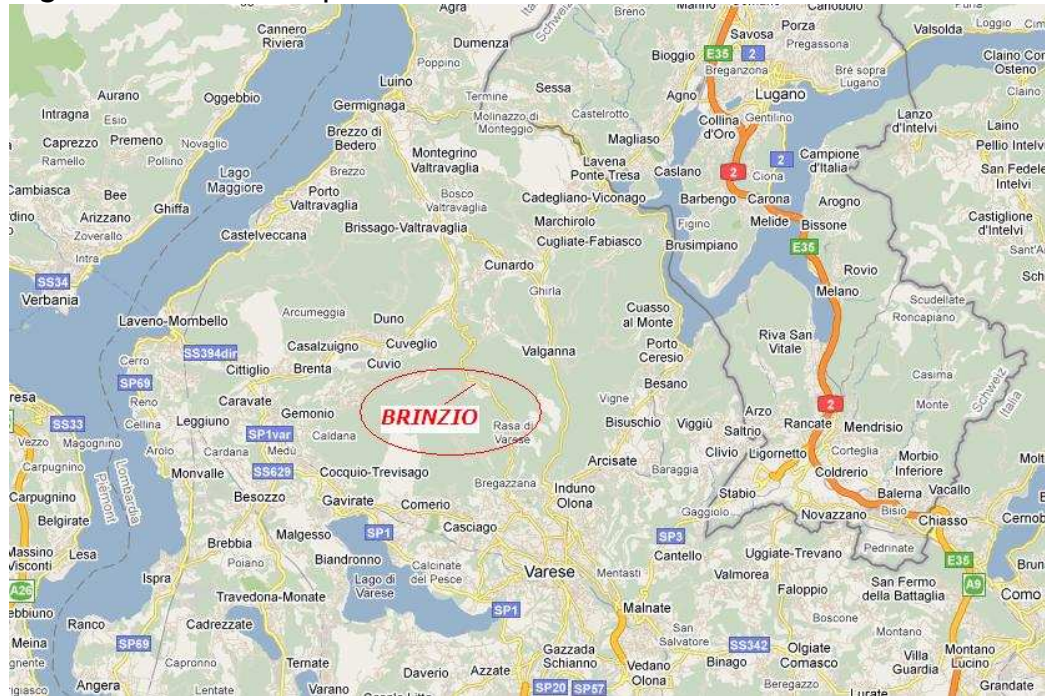 Agra
Breno
Cannero
Riviera
Dumenza
Savosa
Porza
Canobbio
Valsolda
Loggio
Bioggio
E35
2
Pregassona
Poppino
Breganzona
Brè sopra
Lugano
Claino
Osteno
Luino
Aurano
Oggebbio
Termine
Sessa
Agno
Lugano
Claino
Intragna
Esio
Germignaga
Molinazzo di
Monteggio
Castelrotto
Collina
d'Oro
Gentilino
Lanzo
d'Intelvi
Laino
Caprezzo
Premeno
Novaglio
Brezzo di
Bedero
Magliaso
Pellio
Ramello
Pollino
Montegrino
Valtravaglia
Lavena
Ponte Tresa
Caslano
2
Campione
d'Italia
San Fedele
Intelvi
Lago
Maggiore
Brezzo
2
Ciona
Cambiasca
Bee
Porto
Valtravaglia
Bosco
Valtravaglia
Cadegliano-Viconago
Barbengo
Carona
Arogno
Arizzano
Ghiffa
Marchirolo
Figino
Melide
Bissone
Castiglione
d'Intelvi
Zoverallo
Castelveccana
Brissago-Valtravaglia
Cugliate-Fabiasco
Brusimpiano
Intra
E35
SS34
Verbania
Cunardo
Rovio
Ghirla
Melano
Scudellate
Roncapiano
Arcumeggia
Cuasso
al Monte
Laveno-Mombello
Duno
Riva San
Vitale
SS394dir
Casalzuigno
Cuveglio
Valganna
Porto
Ceresio
Cerro
Cittiglio
Brenta
Cuvio
Casima
SP69
Besano
Schweiz
Italia
Reno
Caravate
Vigne
Arzo
2
Monte
SS33
Cellina
Leggiuno
Gemonio
BRINZIO
Rasa di
Varese
Bisuschio
Viggiù
Saltrio
Rancate
Mendrisio
Vezzo
Magognino
SP1var
Caldana
Arolo
Cardana
Medù
Clivio
Ligornetto
Corteglia
Carpugnino
Monvalle
SS629
Cocquio-Trevisago
Arcisate
Baraggia
Coldrerio
Morbio
Inferiore
Carpugnino
Piemont
Lombardia
Besozzo
Gavirate
Bregazzana
Induno
Olona
Stabio
Balerna
Vacallo
Comerio
Gaggiolo
Novazzano
Bisio
Chiasso
Belgirate
Malgesso
SP1
Casciago
SP3
Brebbia
Cantello
Uggiate-Trevano
Pedrinate
Lesa
Poiano
Biandronno
Calcinate
del Pesce
E35
Varese
Mentasti
Valmorea
Faloppio
San Fermo
della Battaglia
A9
A26
Ispra
Lago di
Varese
Como
Travedona-Monate
SP1
Malnate
Boscone
Ranco
Cadrezzate
San
Salvatore
Montano
Meina
SP69
SS342
Olgiate
Comasco
Villa
Guardia
Montano
Lucino
Capronno
Ternate
Gazzada
Schianno
Binago
Daverio
Azzate
Vedano
Olona
Angera
Lentate
Varano
SP20
SP57
Beregazzo
Grandate